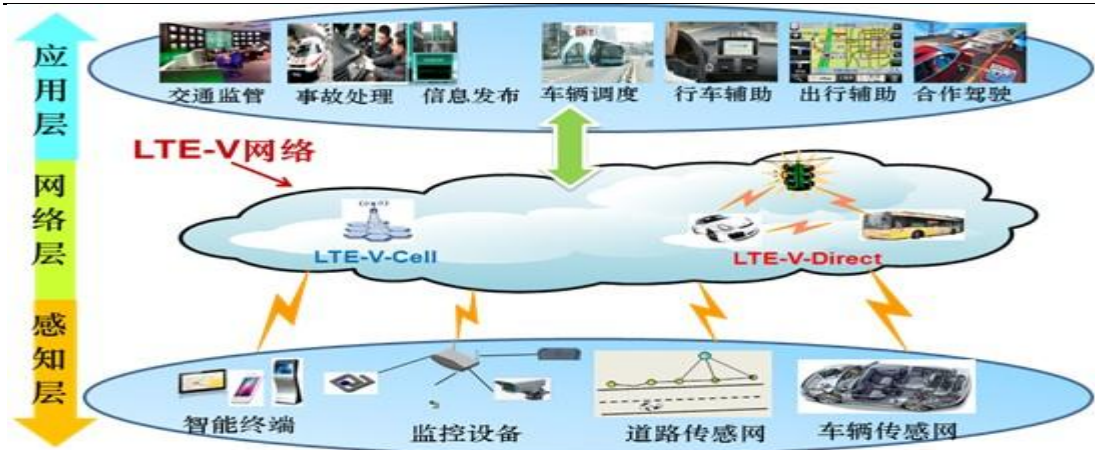 应用层
交通监管 事故处理 信息发布 车辆调度 行车辅助 出行辅助 合作驾驶
LTE-V网络
网络层
LTE-V-Cell
LTE-V-Direct
感知层
智能终端 监控设备 道路传感网 车辆传感网